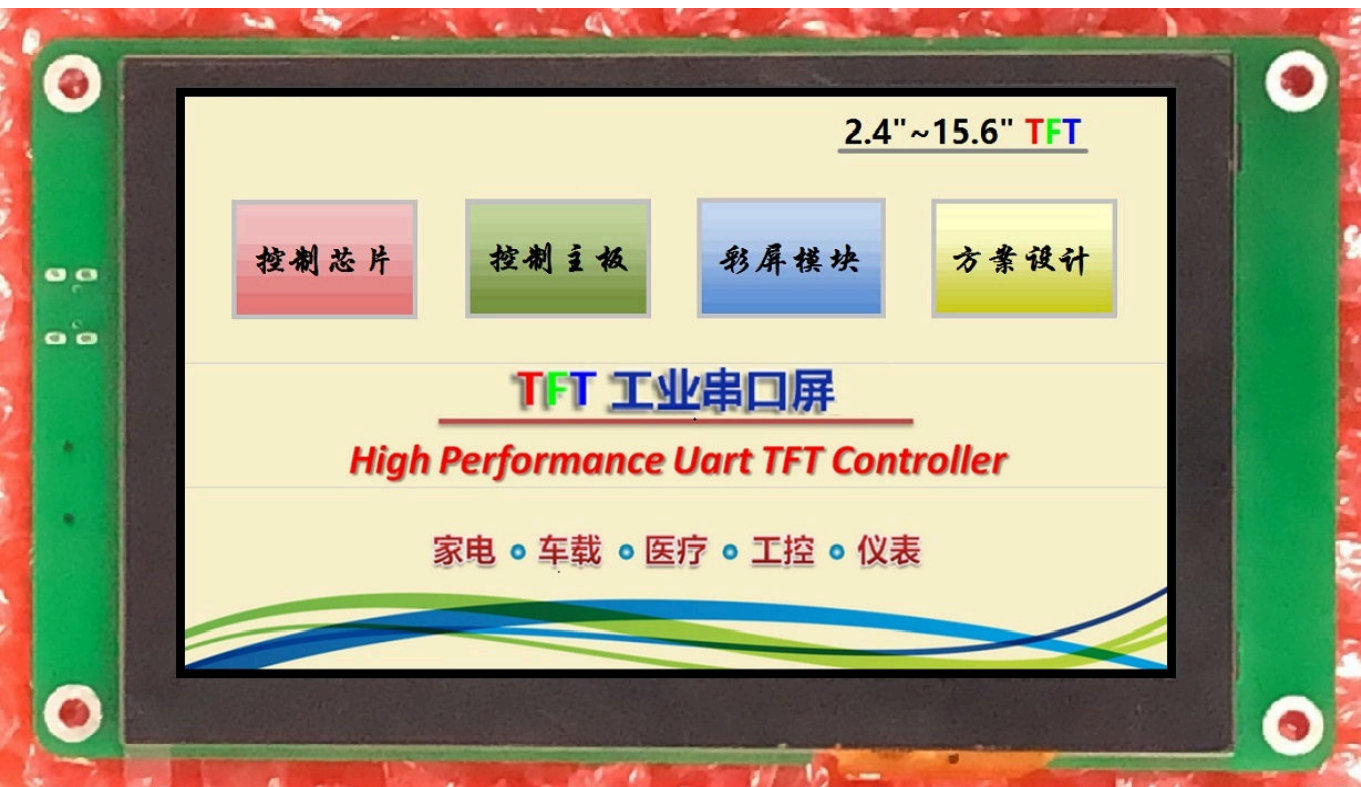 2.4"~15.6" TFT
控制芯片 控制主板 彩屏模块 方案设计
TFT 工业串口屏
High Performance Uart TFT Controller
家电 • 车载 • 医疗 • 工控 • 仪表